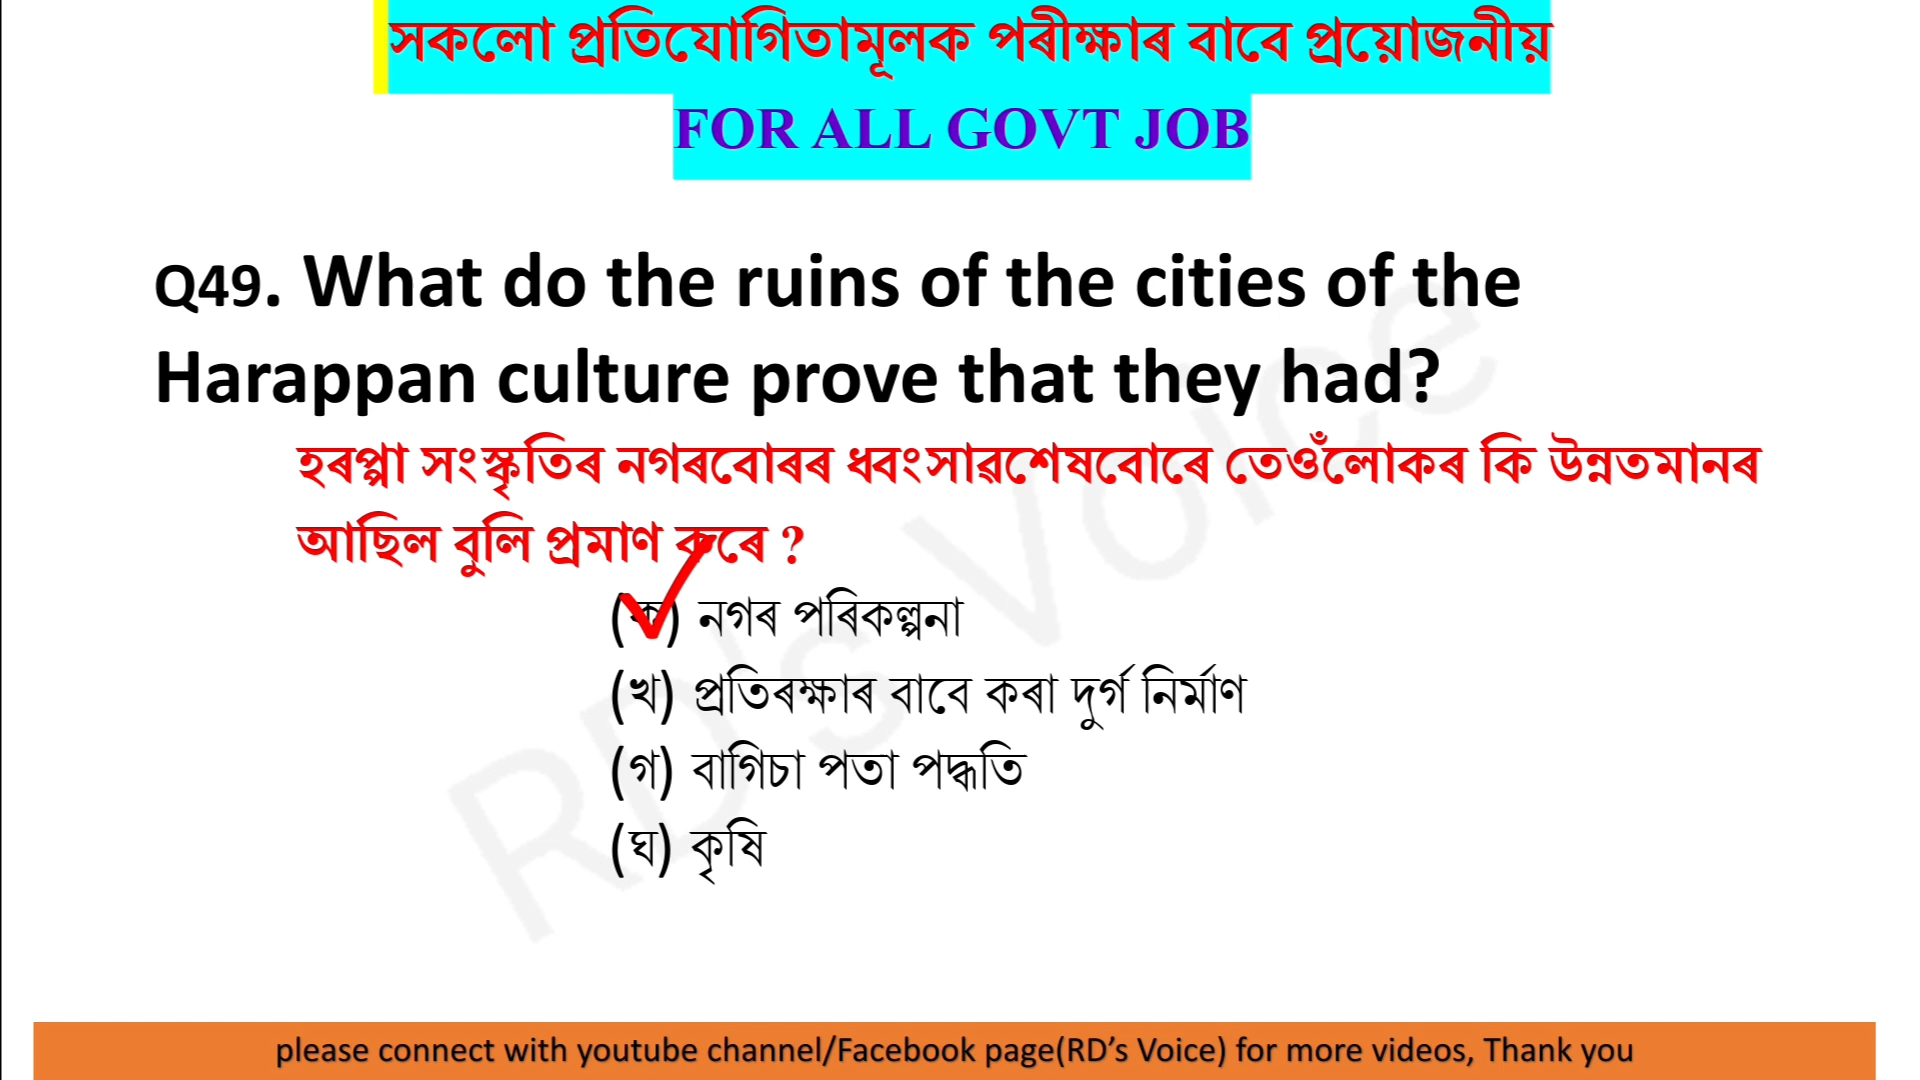 সকলো প্ৰতিযোগিতামূলক পৰীক্ষাৰ বাবে প্ৰয়োজনীয়
FOR ALL GOVT JOB
Q49. What do the ruins of the cities of the
Harappan culture prove that they had?
হৰপ্পা সংস্কৃতিৰ নগৰবোৰৰ ধ্বংসাৱশেষবোৰে তেওঁলোকৰ কি উন্নতমানৰ
আছিল বুলি প্ৰমাণ কৰে ?
(ক) নগৰ পৰিকল্পনা
(খ) প্ৰতিৰক্ষাৰ বাবে কৰা দুৰ্গ নিৰ্মাণ
(গ) বাগিচা পতা পদ্ধতি
(ঘ) কৃষি
RD's Voice
please connect with youtube channel/Facebook page(RD’s Voice) for more videos, Thank you